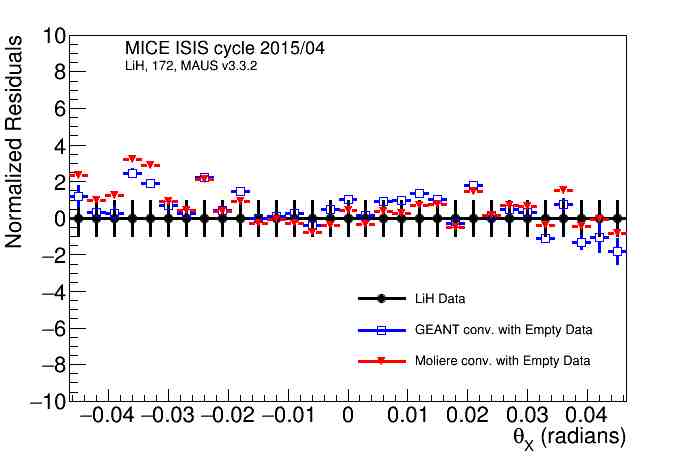 MICE ISIS cycle 2015/04
LiH, 172, MAUS v3.3.2
Normalized Residuals
10
8
6
4
2
0
−2
−4
−6
−8
−10
LiH Data
GEANT conv. with Empty Data
Moliere conv. with Empty Data
−0.04 −0.03 −0.02 −0.01 0 0.01 0.02 0.03 0.04
θX (radians)